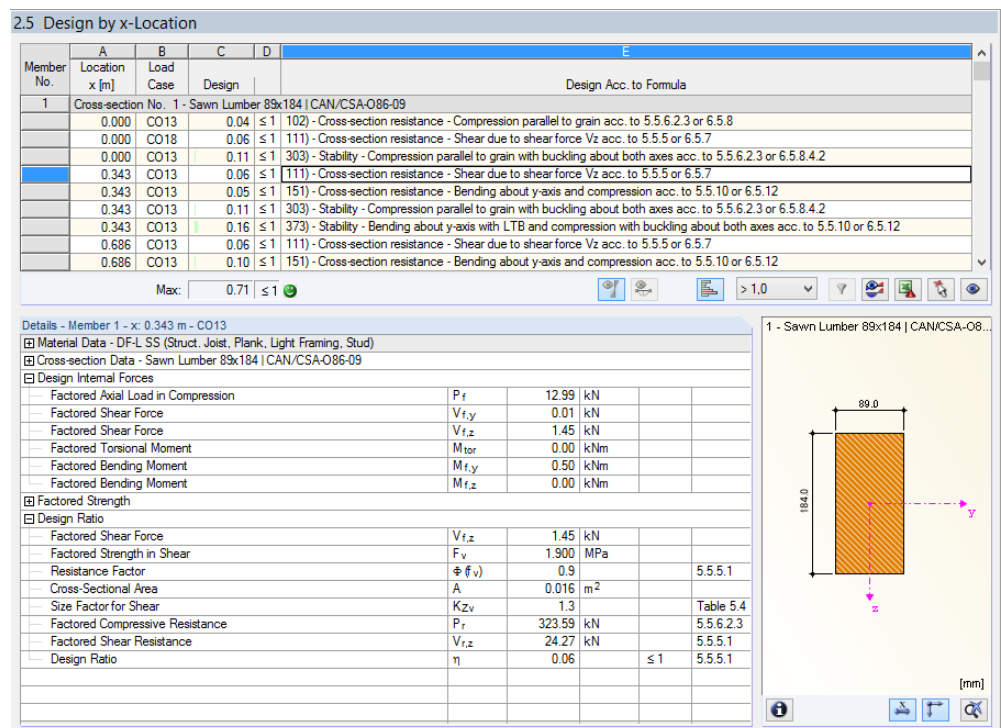 2.5 Design by x-Location
A B C D E
Member No. Location x [m] Load Case Design Design Acc. to Formula
1 Cross-section No. 1 - Sawn Lumber 89x184 | CAN/CSA-O86-09
0.000 CO13 0.04 ≤ 1 102) - Cross-section resistance - Compression parallel to grain acc. to 5.5.6.2.3 or 6.5.8
0.000 CO18 0.06 ≤ 1 111) - Cross-section resistance - Shear due to shear force Vz acc. to 5.5.5 or 6.5.7
0.000 CO13 0.11 ≤ 1 303) - Stability - Compression parallel to grain with buckling about both axes acc. to 5.5.6.2.3 or 6.5.8.4.2
0.343 CO13 0.06 ≤ 1 111) - Cross-section resistance - Shear due to shear force Vz acc. to 5.5.5 or 6.5.7
0.343 CO13 0.05 ≤ 1 151) - Cross-section resistance - Bending about y-axis and compression acc. to 5.5.10 or 6.5.12
0.343 CO13 0.11 ≤ 1 303) - Stability - Compression parallel to grain with buckling about both axes acc. to 5.5.6.2.3 or 6.5.8.4.2
0.343 CO13 0.16 ≤ 1 373) - Stability - Bending about y-axis with LTB and compression with buckling about both axes acc. to 5.5.10 or 6.5.12
0.686 CO13 0.06 ≤ 1 111) - Cross-section resistance - Shear due to shear force Vz acc. to 5.5.5 or 6.5.7
0.686 CO13 0.10 ≤ 1 151) - Cross-section resistance - Bending about y-axis and compression acc. to 5.5.10 or 6.5.12
Max: 0.71 ≤ 1 > 1,0
Details - Member 1 - x: 0.343 m - CO13
Material Data - DF-L SS (Struct. Joist, Plank, Light Framing, Stud)
Cross-section Data - Sawn Lumber 89x184 | CAN/CSA-O86-09
Design Internal Forces
Factored Axial Load in Compression Pf 12.99 kN
Factored Shear Force Vf,y 0.01 kN
Factored Shear Force Vf,z 1.45 kN
Factored Torsional Moment Mtor 0.00 kNm
Factored Bending Moment Mf,y 0.50 kNm
Factored Bending Moment Mf,z 0.00 kNm
Factored Strength
Design Ratio
Factored Shear Force Vf,z 1.45 kN
Factored Strength in Shear Fv 1.900 MPa
Resistance Factor Φ (fv) 0.9 5.5.5.1
Cross-Sectional Area A 0.016 m²
Size Factor for Shear KZv 1.3 Table 5.4
Factored Compressive Resistance Pr 323.59 kN 5.5.6.2.3
Factored Shear Resistance Vr,z 24.27 kN 5.5.5.1
Design Ratio η 0.06 ≤ 1 5.5.5.1
1 - Sawn Lumber 89x184 | CAN/CSA-O8...
89.0
184.0
y
z
[mm]